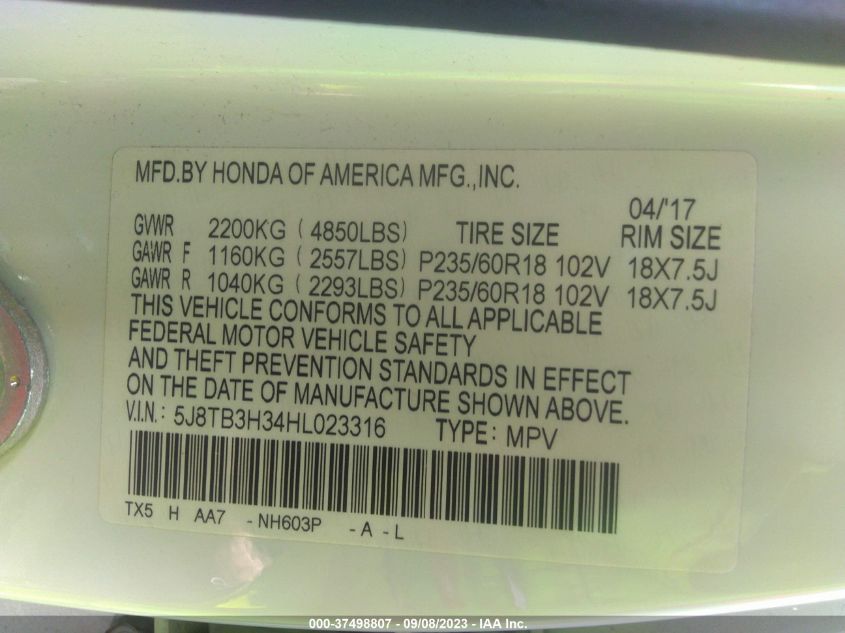 MFD.BY HONDA OF AMERICA MFG.,INC.
04/'17
GVWR 2200KG ( 4850LBS) TIRE SIZE RIM SIZE
GAWR F 1160KG ( 2557LBS) P235/60R18 102V 18X7.5J
GAWR R 1040KG ( 2293LBS) P235/60R18 102V 18X7.5J
THIS VEHICLE CONFORMS TO ALL APPLICABLE
FEDERAL MOTOR VEHICLE SAFETY
AND THEFT PREVENTION STANDARDS IN EFFECT
ON THE DATE OF MANUFACTURE SHOWN ABOVE.
V.I.N.: 5J8TB3H34HL023316 TYPE: MPV
TX5 H AA7 -NH603P -A -L
000-37498807 - 09/08/2023 - IAA Inc.